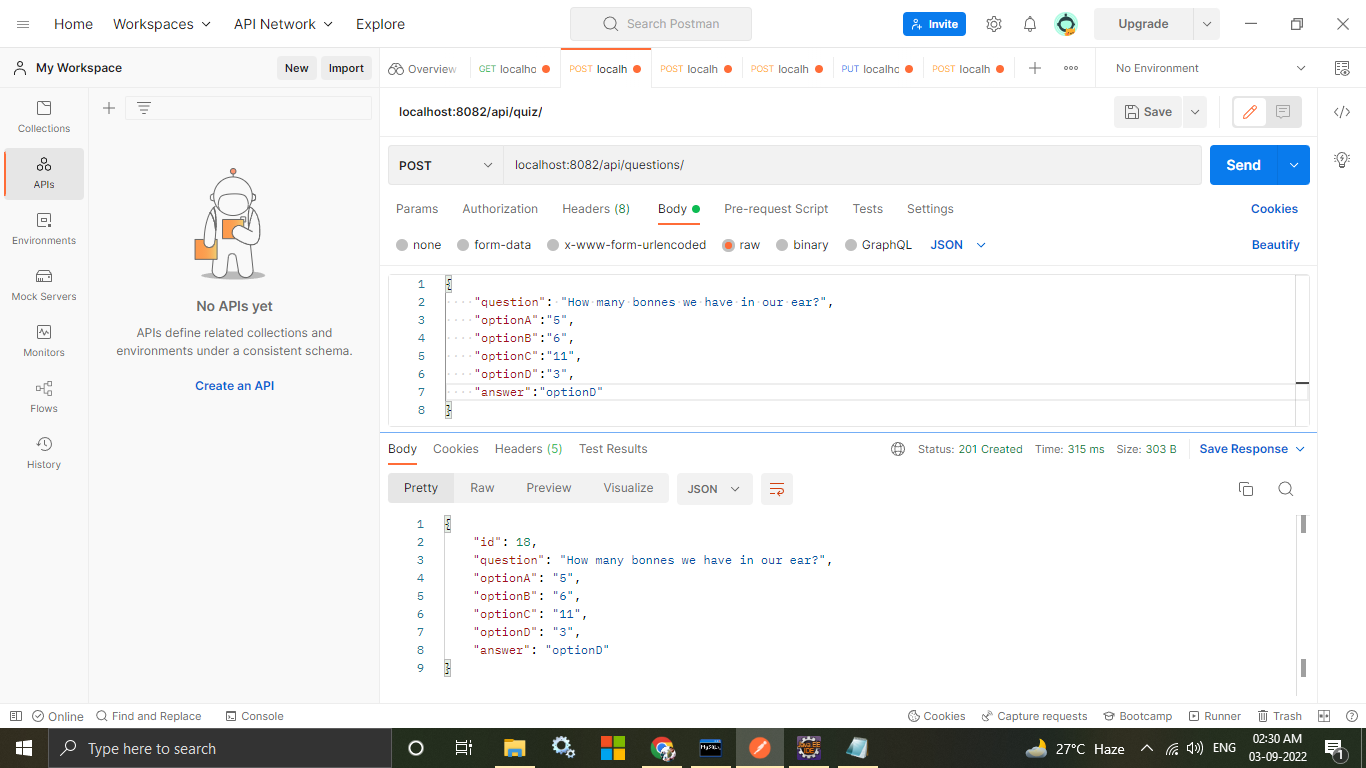 Home Workspaces API Network Explore Search Postman Invite Upgrade
My Workspace New Import Overview GET localho POST localh POST localh POST localh PUT localhc POST localh No Environment
localhost:8082/api/quiz/ Save
Collections
APIs
Environments
Mock Servers
Monitors
Flows
History
No APIs yet
APIs define related collections and
environments under a consistent schema.
Create an API
POST localhost:8082/api/questions/ Send
Params Authorization Headers (8) Body Pre-request Script Tests Settings Cookies
none form-data x-www-form-urlencoded raw binary GraphQL JSON Beautify
1 {
2 "question": "How many bonnes we have in our ear?",
3 "optionA":"5",
4 "optionB":"6",
5 "optionC":"11",
6 "optionD":"3",
7 "answer":"optionD"
8 }
Body Cookies Headers (5) Test Results Status: 201 Created Time: 315 ms Size: 303 B Save Response
Pretty Raw Preview Visualize JSON
1 {
2 "id": 18,
3 "question": "How many bonnes we have in our ear?",
4 "optionA": "5",
5 "optionB": "6",
6 "optionC": "11",
7 "optionD": "3",
8 "answer": "optionD"
9 }
Online Find and Replace Console Cookies Capture requests Bootcamp Runner Trash
Type here to search MySQL Java EE IDE 27°C Haze ENG 02:30 AM
03-09-2022 1